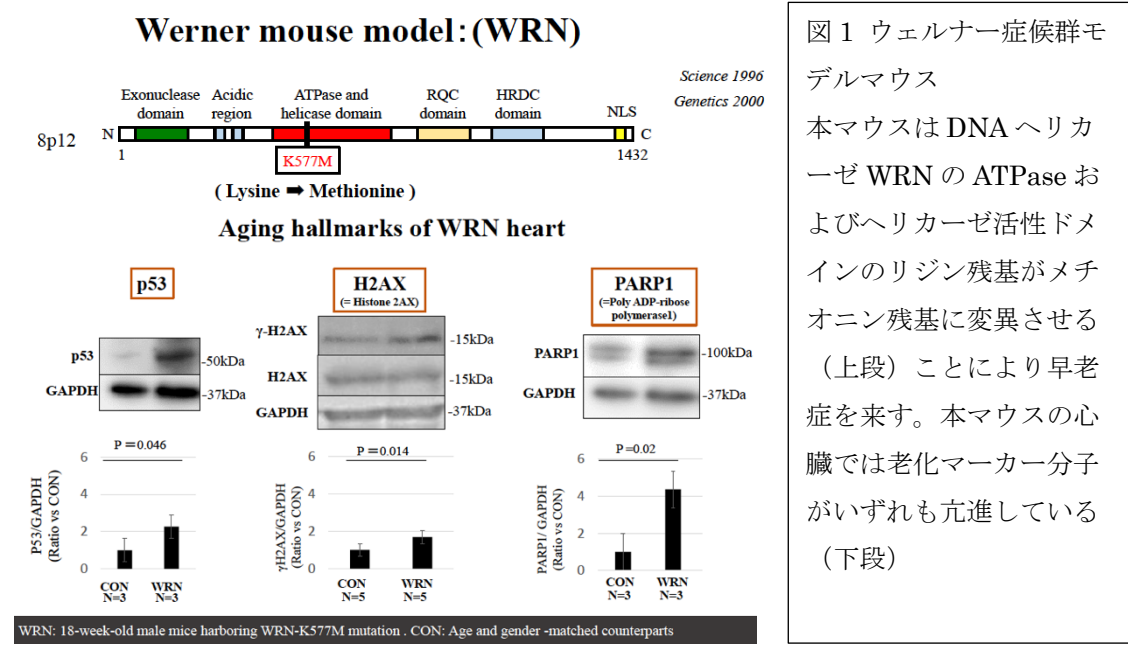 Werner mouse model:(WRN)
Science 1996
Genetics 2000
Exonuclease domain
Acidic region
ATPase and helicase domain
RQC domain
HRDC domain
NLS
8p12
N
C
1
1432
K577M
( Lysine ➡ Methionine )
Aging hallmarks of WRN heart
p53
p53
-50kDa
GAPDH
-37kDa
P=0.046
P53/GAPDH
(Ratio vs CON)
6
4
2
0
CON
N=3
WRN
N=3
H2AX
(= Histone 2AX)
γ-H2AX
-15kDa
H2AX
-15kDa
GAPDH
-37kDa
P=0.014
γH2AX/GAPDH
(Ratio vs CON)
6
4
2
0
CON
N=5
WRN
N=5
PARP1
(=Poly ADP-ribose
polymerase1)
PARP1
-100kDa
GAPDH
-37kDa
P=0.02
PARP1/ GAPDH
(Ratio vs CON)
6
4
2
0
CON
N=3
WRN
N=3
WRN: 18-week-old male mice harboring WRN-K577M mutation . CON: Age and gender -matched counterparts
図1 ウェルナー症候群モ
デルマウス
本マウスは DNA ヘリカ
ーゼ WRN の ATPase お
よびヘリカーゼ活性ドメ
インのリジン残基がメチ
オニン残基に変異させる
（上段）ことにより早老
症を来す。本マウスの心
臓では老化マーカー分子
がいずれも亢進している
（下段）